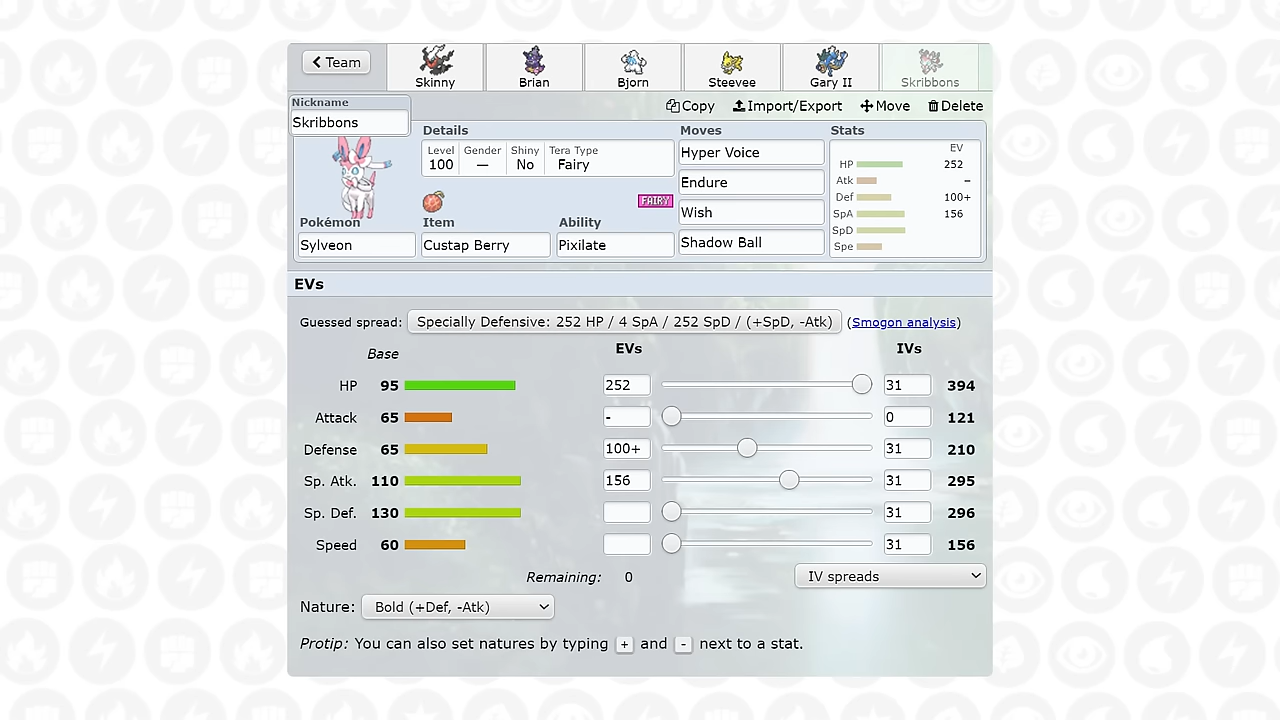 Team
Skinny
Brian
Bjorn
Steevee
Gary II
Skribbons
Copy Import/Export Move Delete
Nickname
Skribbons
Details
Level Gender Shiny Tera Type
100 — No Fairy
FAIRY
Pokémon
Sylveon
Item
Custap Berry
Ability
Pixilate
Moves
Hyper Voice
Endure
Wish
Shadow Ball
Stats
EV
HP 252
Atk –
Def 100+
SpA 156
SpD
Spe
EVs
Guessed spread: Specially Defensive: 252 HP / 4 SpA / 252 SpD / (+SpD, -Atk) (Smogon analysis)
Base EVs IVs
HP 95 252 31 394
Attack 65 - 0 121
Defense 65 100+ 31 210
Sp. Atk. 110 156 31 295
Sp. Def. 130 31 296
Speed 60 31 156
Remaining: 0 IV spreads
Nature: Bold (+Def, -Atk)
Protip: You can also set natures by typing + and - next to a stat.